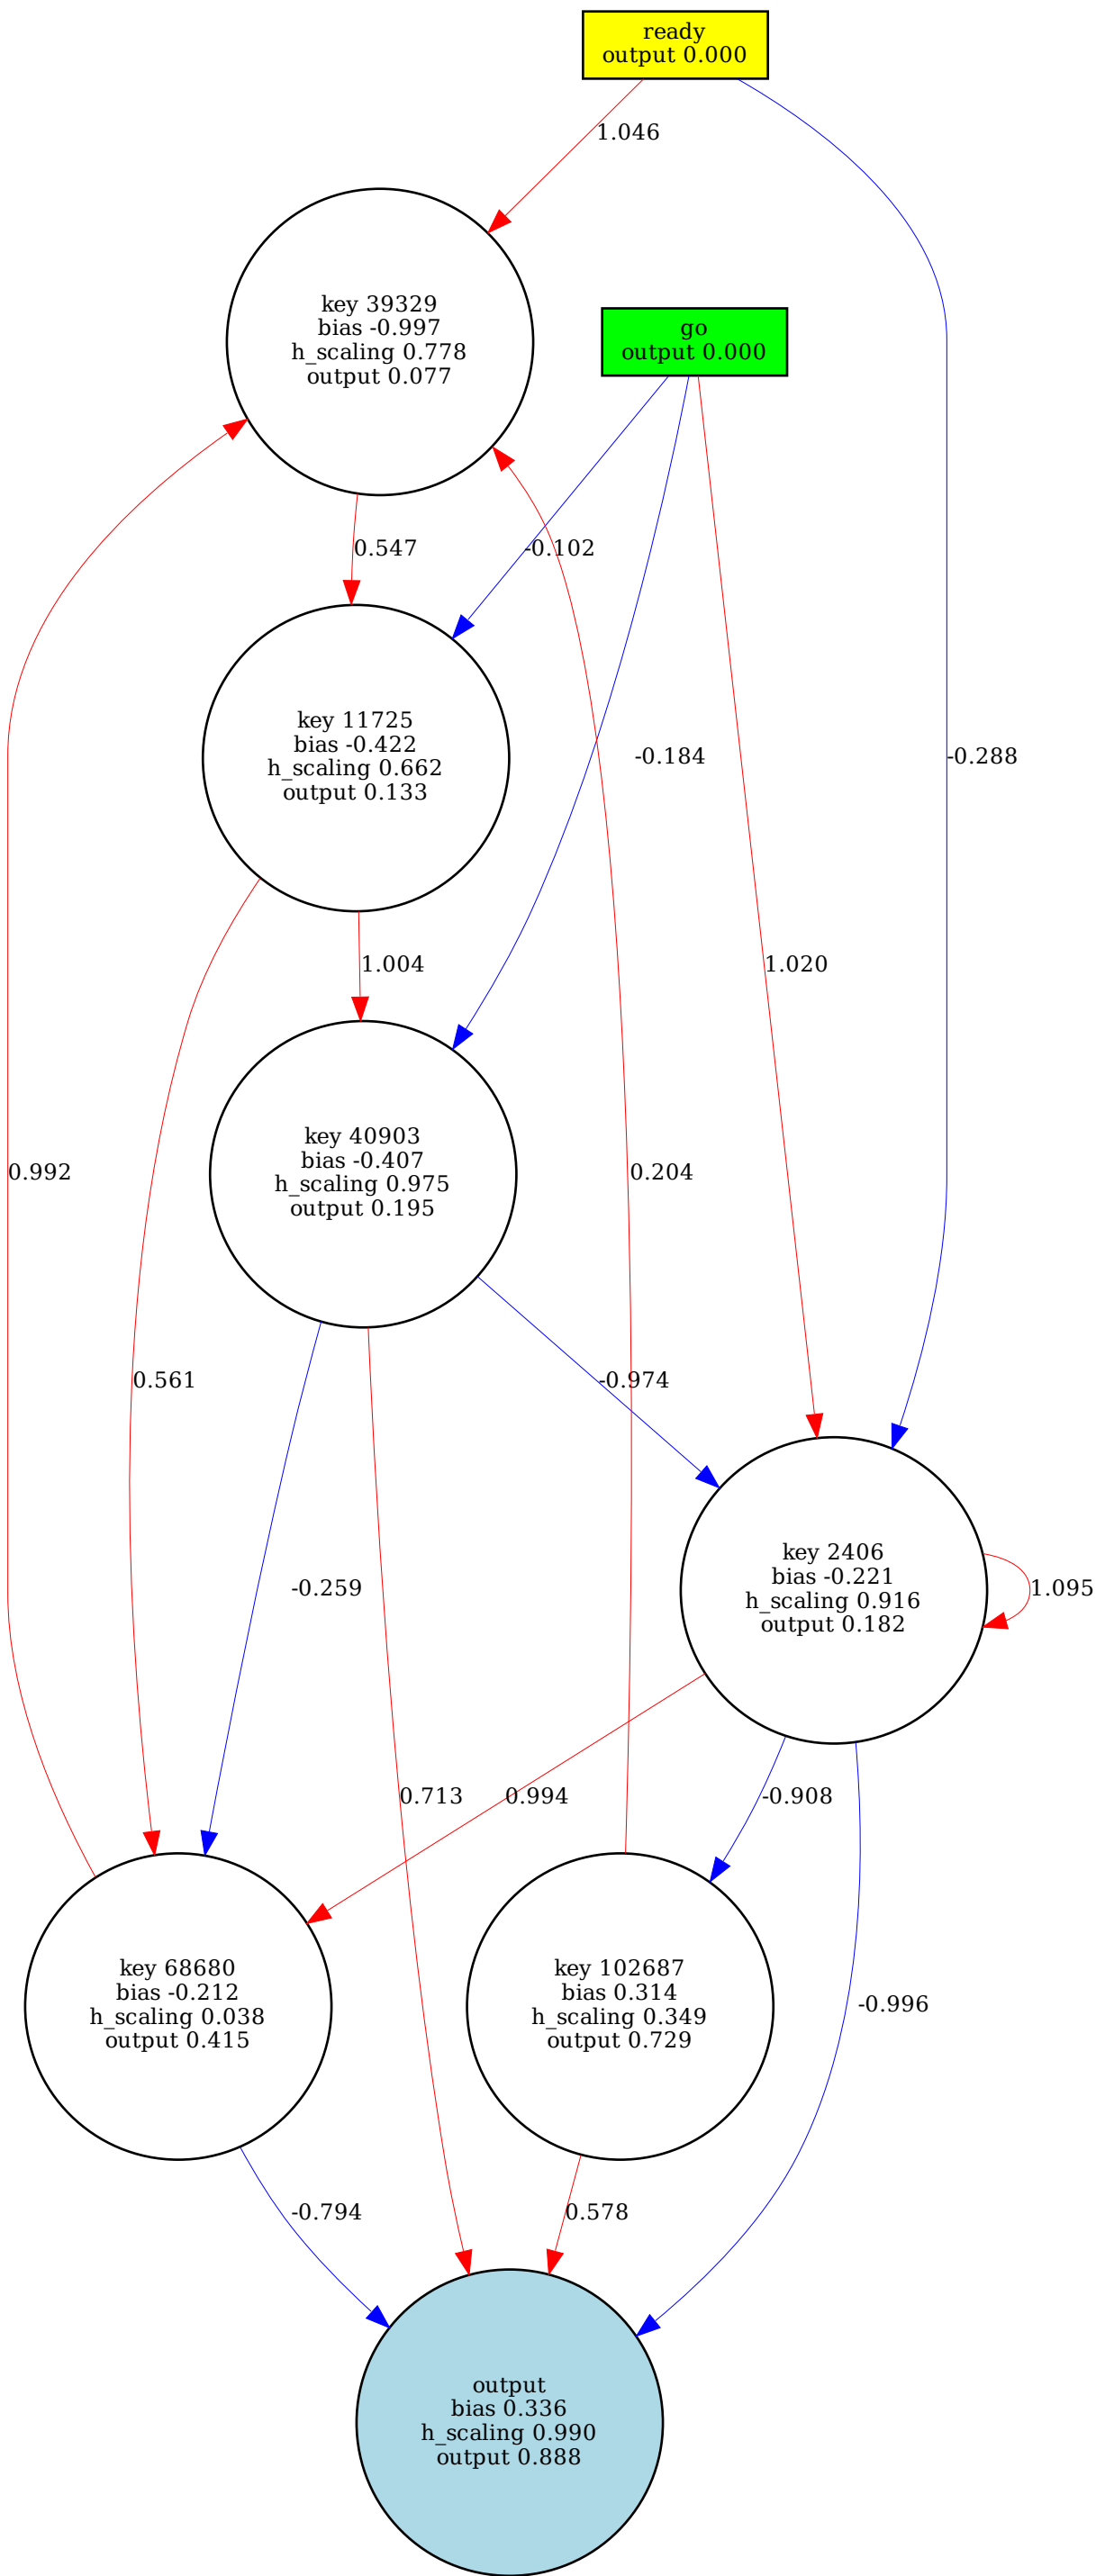 ready
output 0.000
1.046
key 39329
bias -0.997
h_scaling 0.778
output 0.077
go
output 0.000
0.547
-0.102
key 11725
bias -0.422
h_scaling 0.662
output 0.133
-0.184
-0.288
1.004
1.020
key 40903
bias -0.407
h_scaling 0.975
output 0.195
0.992
0.204
0.561
-0.974
key 2406
bias -0.221
h_scaling 0.916
output 0.182
-0.259
1.095
0.713
0.994
-0.908
key 68680
bias -0.212
h_scaling 0.038
output 0.415
key 102687
bias 0.314
h_scaling 0.349
output 0.729
-0.996
-0.794
0.578
output
bias 0.336
h_scaling 0.990
output 0.888